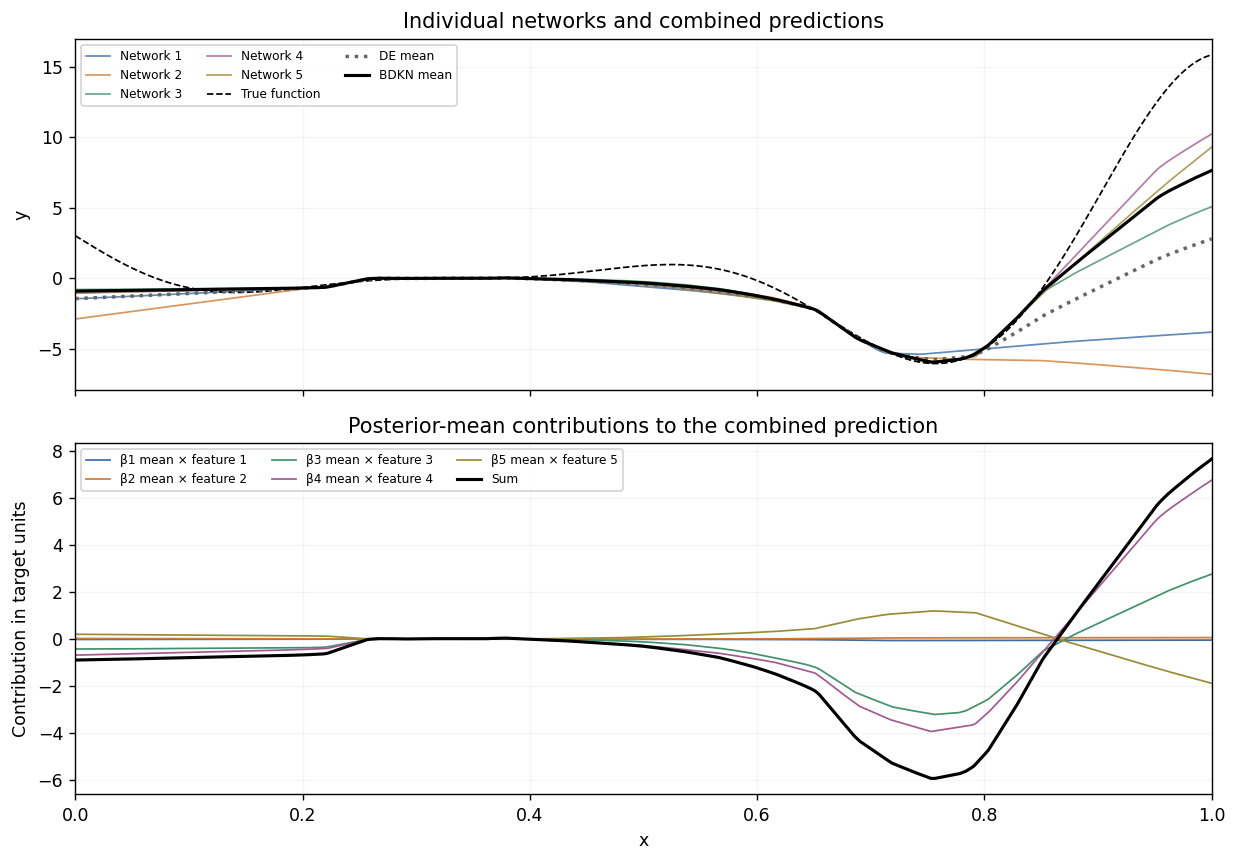 Individual networks and combined predictions
Network 1 Network 4 DE mean
Network 2 Network 5 BDKN mean
Network 3 True function
15
10
5
0
−5
y
Posterior-mean contributions to the combined prediction
β1 mean × feature 1 β3 mean × feature 3 β5 mean × feature 5
β2 mean × feature 2 β4 mean × feature 4 Sum
8
6
4
2
0
−2
−4
−6
Contribution in target units
0.0 0.2 0.4 0.6 0.8 1.0
x